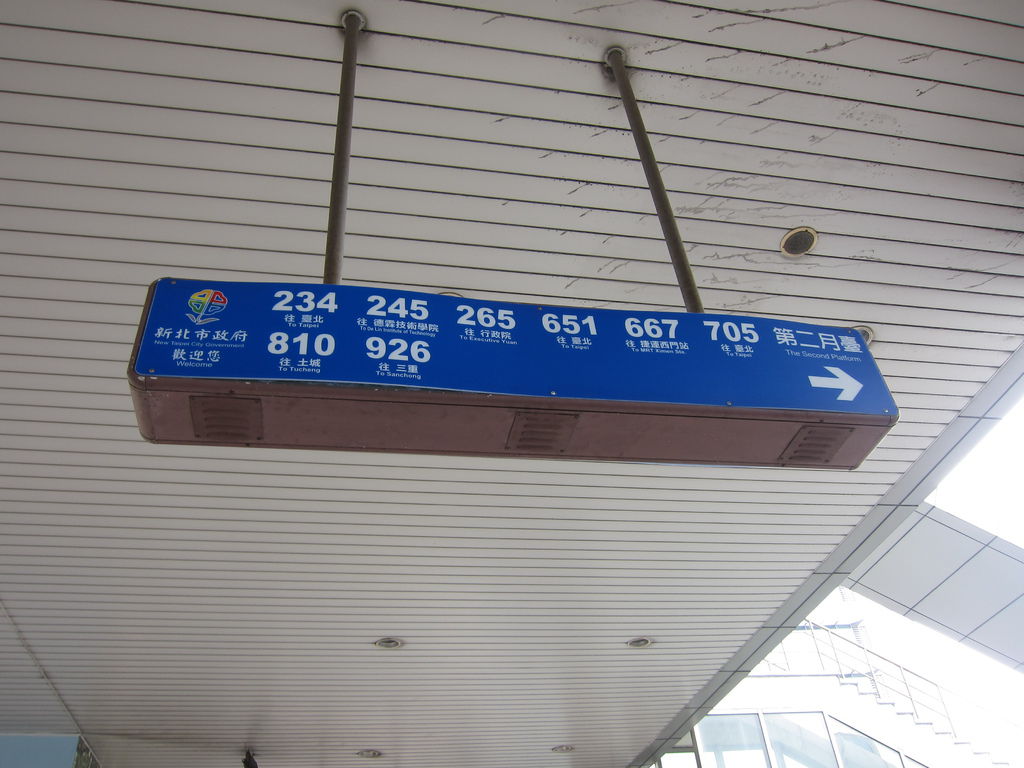 新北市政府
New Taipei City Government
歡迎您
Welcome
234
往 臺北
To Taipei
810
往 土城
To Tucheng
245
往 德霖技術學院
To De Lin Institute of Technology
926
往 三重
To Sanchong
265
往 行政院
To Executive Yuan
651
往 臺北
To Taipei
667
往 捷運西門站
To MRT Ximen Sta.
705
往 臺北
To Taipei
第二月臺
The Second Platform